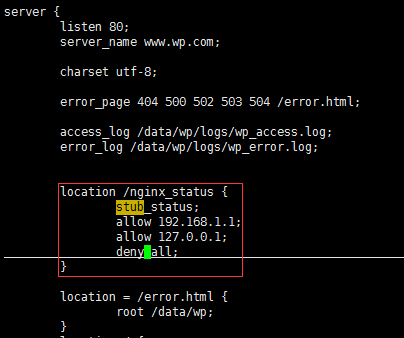 server {
listen 80;
server_name www.wp.com;
charset utf-8;
error_page 404 500 502 503 504 /error.html;
access_log /data/wp/logs/wp_access.log;
error_log /data/wp/logs/wp_error.log;
location /nginx_status {
stub_status;
allow 192.168.1.1;
allow 127.0.0.1;
deny all;
}
location = /error.html {
root /data/wp;
}